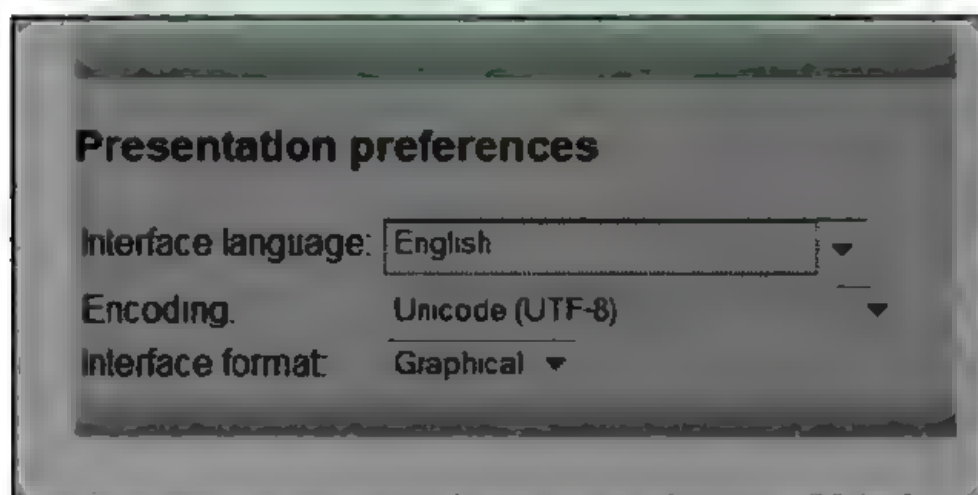 Presentation preferences
Interface language: English
Encoding: Unicode (UTF-8)
Interface format: Graphical